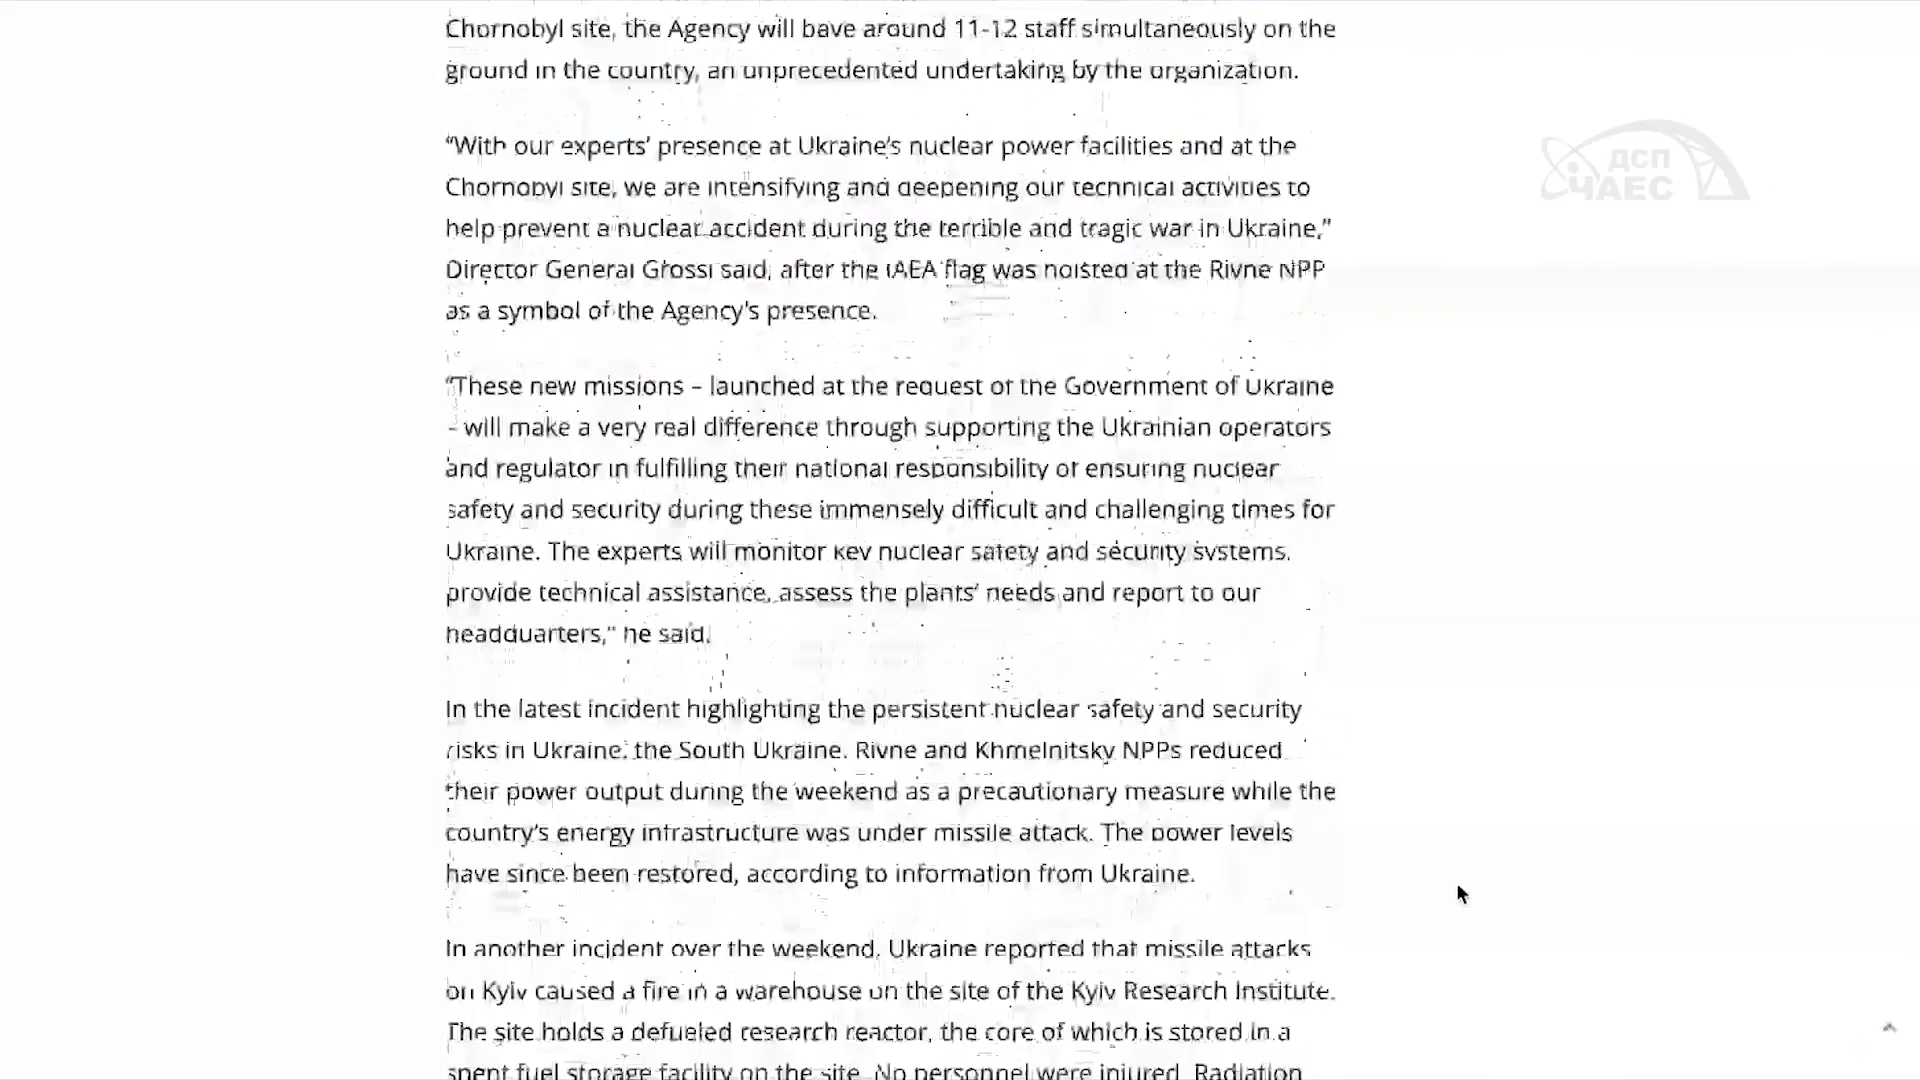 Chornobyl site, the Agency will have around 11-12 staff simultaneously on the
ground in the country, an unprecedented undertaking by the organization.
“With our experts’ presence at Ukraine’s nuclear power facilities and at the
Chornobyl site, we are intensifying and deepening our technical activities to
help prevent a nuclear accident during the terrible and tragic war in Ukraine,”
Director General Grossi said, after the IAEA flag was hoisted at the Rivne NPP
as a symbol of the Agency’s presence.
“These new missions – launched at the request of the Government of Ukraine
– will make a very real difference through supporting the Ukrainian operators
and regulator in fulfilling their national responsibility of ensuring nuclear
safety and security during these immensely difficult and challenging times for
Ukraine. The experts will monitor key nuclear safety and security systems,
provide technical assistance, assess the plants’ needs and report to our
headquarters,” he said.
In the latest incident highlighting the persistent nuclear safety and security
risks in Ukraine, the South Ukraine, Rivne and Khmelnitsky NPPs reduced
their power output during the weekend as a precautionary measure while the
country’s energy infrastructure was under missile attack. The power levels
have since been restored, according to information from Ukraine.
In another incident over the weekend, Ukraine reported that missile attacks
on Kyiv caused a fire in a warehouse on the site of the Kyiv Research Institute.
The site holds a defueled research reactor, the core of which is stored in a
spent fuel storage facility on the site. No personnel were injured. Radiation
ДСП
ЧАЕС